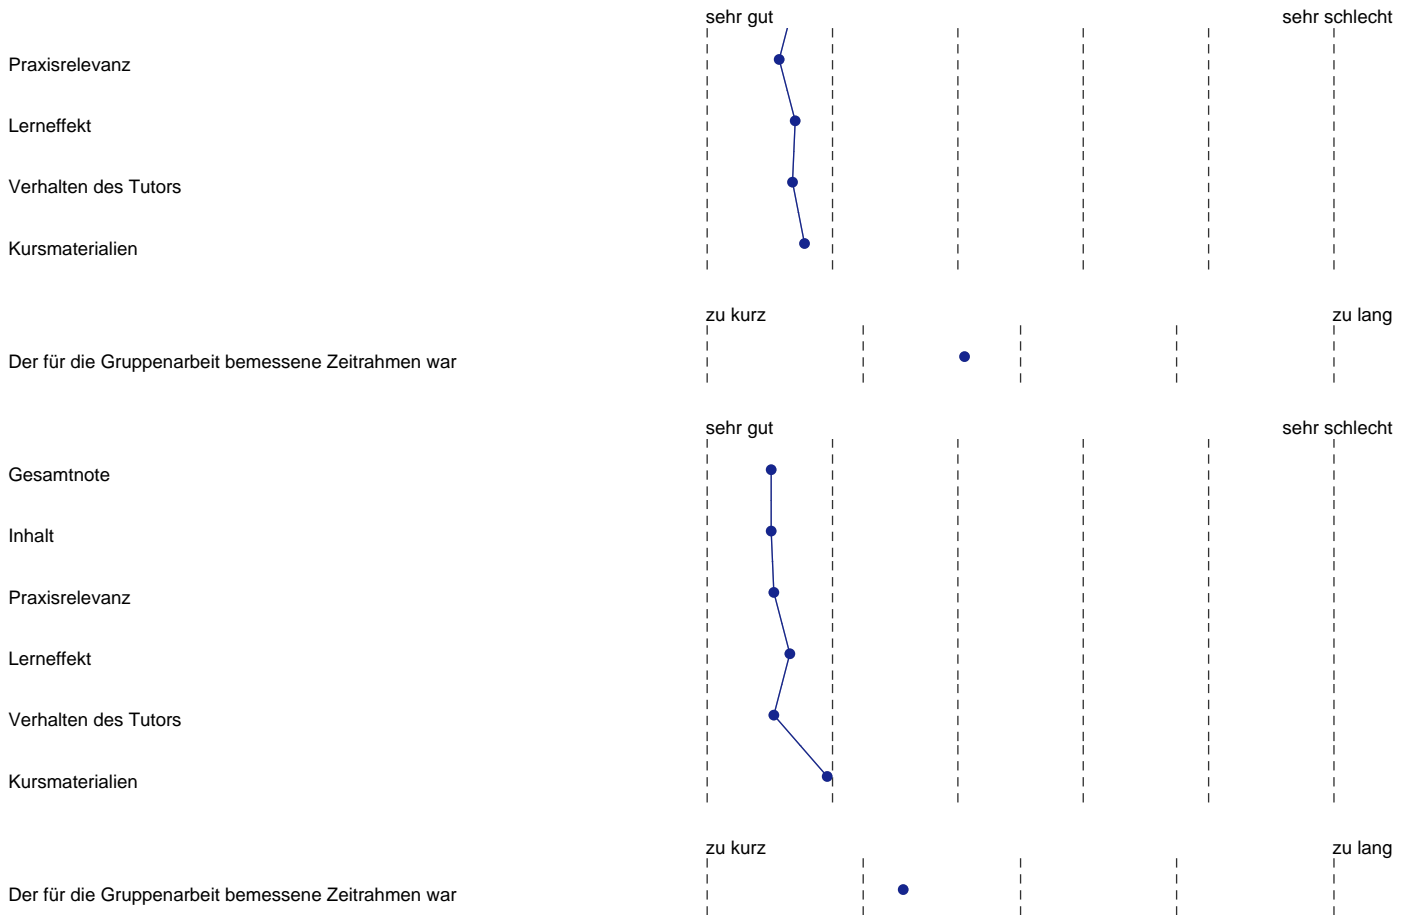 sehr gut sehr schlecht
Praxisrelevanz
Lerneffekt
Verhalten des Tutors
Kursmaterialien
zu kurz zu lang
Der für die Gruppenarbeit bemessene Zeitrahmen war
sehr gut sehr schlecht
Gesamtnote
Inhalt
Praxisrelevanz
Lerneffekt
Verhalten des Tutors
Kursmaterialien
zu kurz zu lang
Der für die Gruppenarbeit bemessene Zeitrahmen war